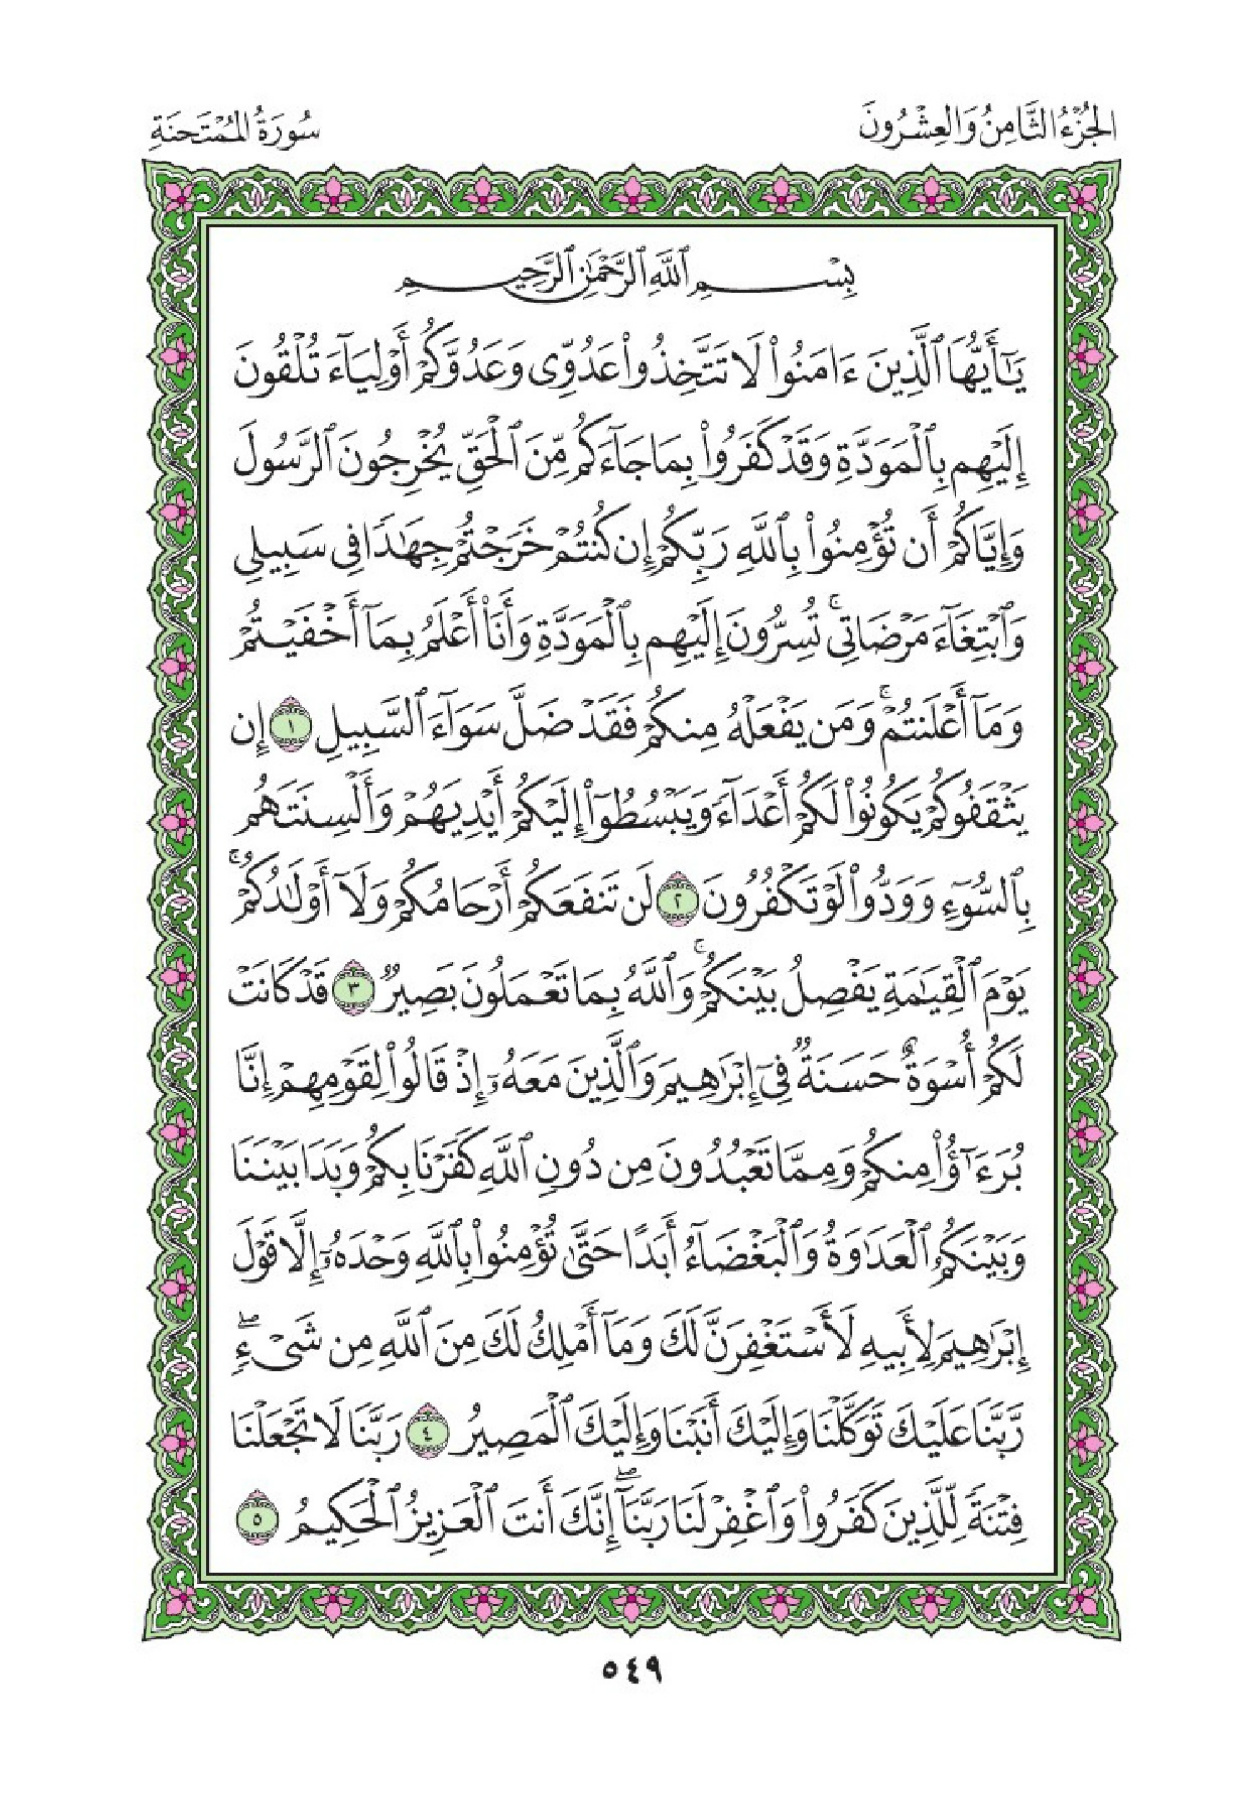 الجُزْءُ الثَّامِنُ وَالعِشْرُونَ
سُورَةُ المُمْتَحنَةِ
بِسْمِ ٱللَّهِ ٱلرَّحْمَٰنِ ٱلرَّحِيمِ
يَٰٓأَيُّهَا ٱلَّذِينَ ءَامَنُوا۟ لَا تَتَّخِذُوا۟ عَدُوِّى وَعَدُوَّكُمْ أَوْلِيَآءَ تُلْقُونَ
إِلَيْهِم بِٱلْمَوَدَّةِ وَقَدْ كَفَرُوا۟ بِمَا جَآءَكُم مِّنَ ٱلْحَقِّ يُخْرِجُونَ ٱلرَّسُولَ
وَإِيَّاكُمْ أَن تُؤْمِنُوا۟ بِٱللَّهِ رَبِّكُمْ إِن كُنتُمْ خَرَجْتُمْ جِهَٰدًا فِى سَبِيلِى
وَٱبْتِغَآءَ مَرْضَاتِى ۚ تُسِرُّونَ إِلَيْهِم بِٱلْمَوَدَّةِ وَأَنَا۠ أَعْلَمُ بِمَآ أَخْفَيْتُمْ
وَمَآ أَعْلَنتُمْ ۚ وَمَن يَفْعَلْهُ مِنكُمْ فَقَدْ ضَلَّ سَوَآءَ ٱلسَّبِيلِ ١ إِن
يَثْقَفُوكُمْ يَكُونُوا۟ لَكُمْ أَعْدَآءً وَيَبْسُطُوٓا۟ إِلَيْكُمْ أَيْدِيَهُمْ وَأَلْسِنَتَهُم
بِٱلسُّوٓءِ وَوَدُّوا۟ لَوْ تَكْفُرُونَ ٢ لَن تَنفَعَكُمْ أَرْحَامُكُمْ وَلَآ أَوْلَٰدُكُمْ ۚ
يَوْمَ ٱلْقِيَٰمَةِ يَفْصِلُ بَيْنَكُمْ ۚ وَٱللَّهُ بِمَا تَعْمَلُونَ بَصِيرٌ ٣ قَدْ كَانَتْ
لَكُمْ أُسْوَةٌ حَسَنَةٌ فِىٓ إِبْرَٰهِيمَ وَٱلَّذِينَ مَعَهُۥٓ إِذْ قَالُوا۟ لِقَوْمِهِمْ إِنَّا
بُرَءَٰٓؤُا۟ مِنكُمْ وَمِمَّا تَعْبُدُونَ مِن دُونِ ٱللَّهِ كَفَرْنَا بِكُمْ وَبَدَا بَيْنَنَا
وَبَيْنَكُمُ ٱلْعَدَٰوَةُ وَٱلْبَغْضَآءُ أَبَدًا حَتَّىٰ تُؤْمِنُوا۟ بِٱللَّهِ وَحْدَهُۥٓ إِلَّا قَوْلَ
إِبْرَٰهِيمَ لِأَبِيهِ لَأَسْتَغْفِرَنَّ لَكَ وَمَآ أَمْلِكُ لَكَ مِنَ ٱللَّهِ مِن شَىْءٍ ۖ
رَّبَّنَا عَلَيْكَ تَوَكَّلْنَا وَإِلَيْكَ أَنَبْنَا وَإِلَيْكَ ٱلْمَصِيرُ ٤ رَبَّنَا لَا تَجْعَلْنَا
فِتْنَةً لِّلَّذِينَ كَفَرُوا۟ وَٱغْفِرْ لَنَا رَبَّنَآ ۖ إِنَّكَ أَنتَ ٱلْعَزِيزُ ٱلْحَكِيمُ ٥
٥٤٩